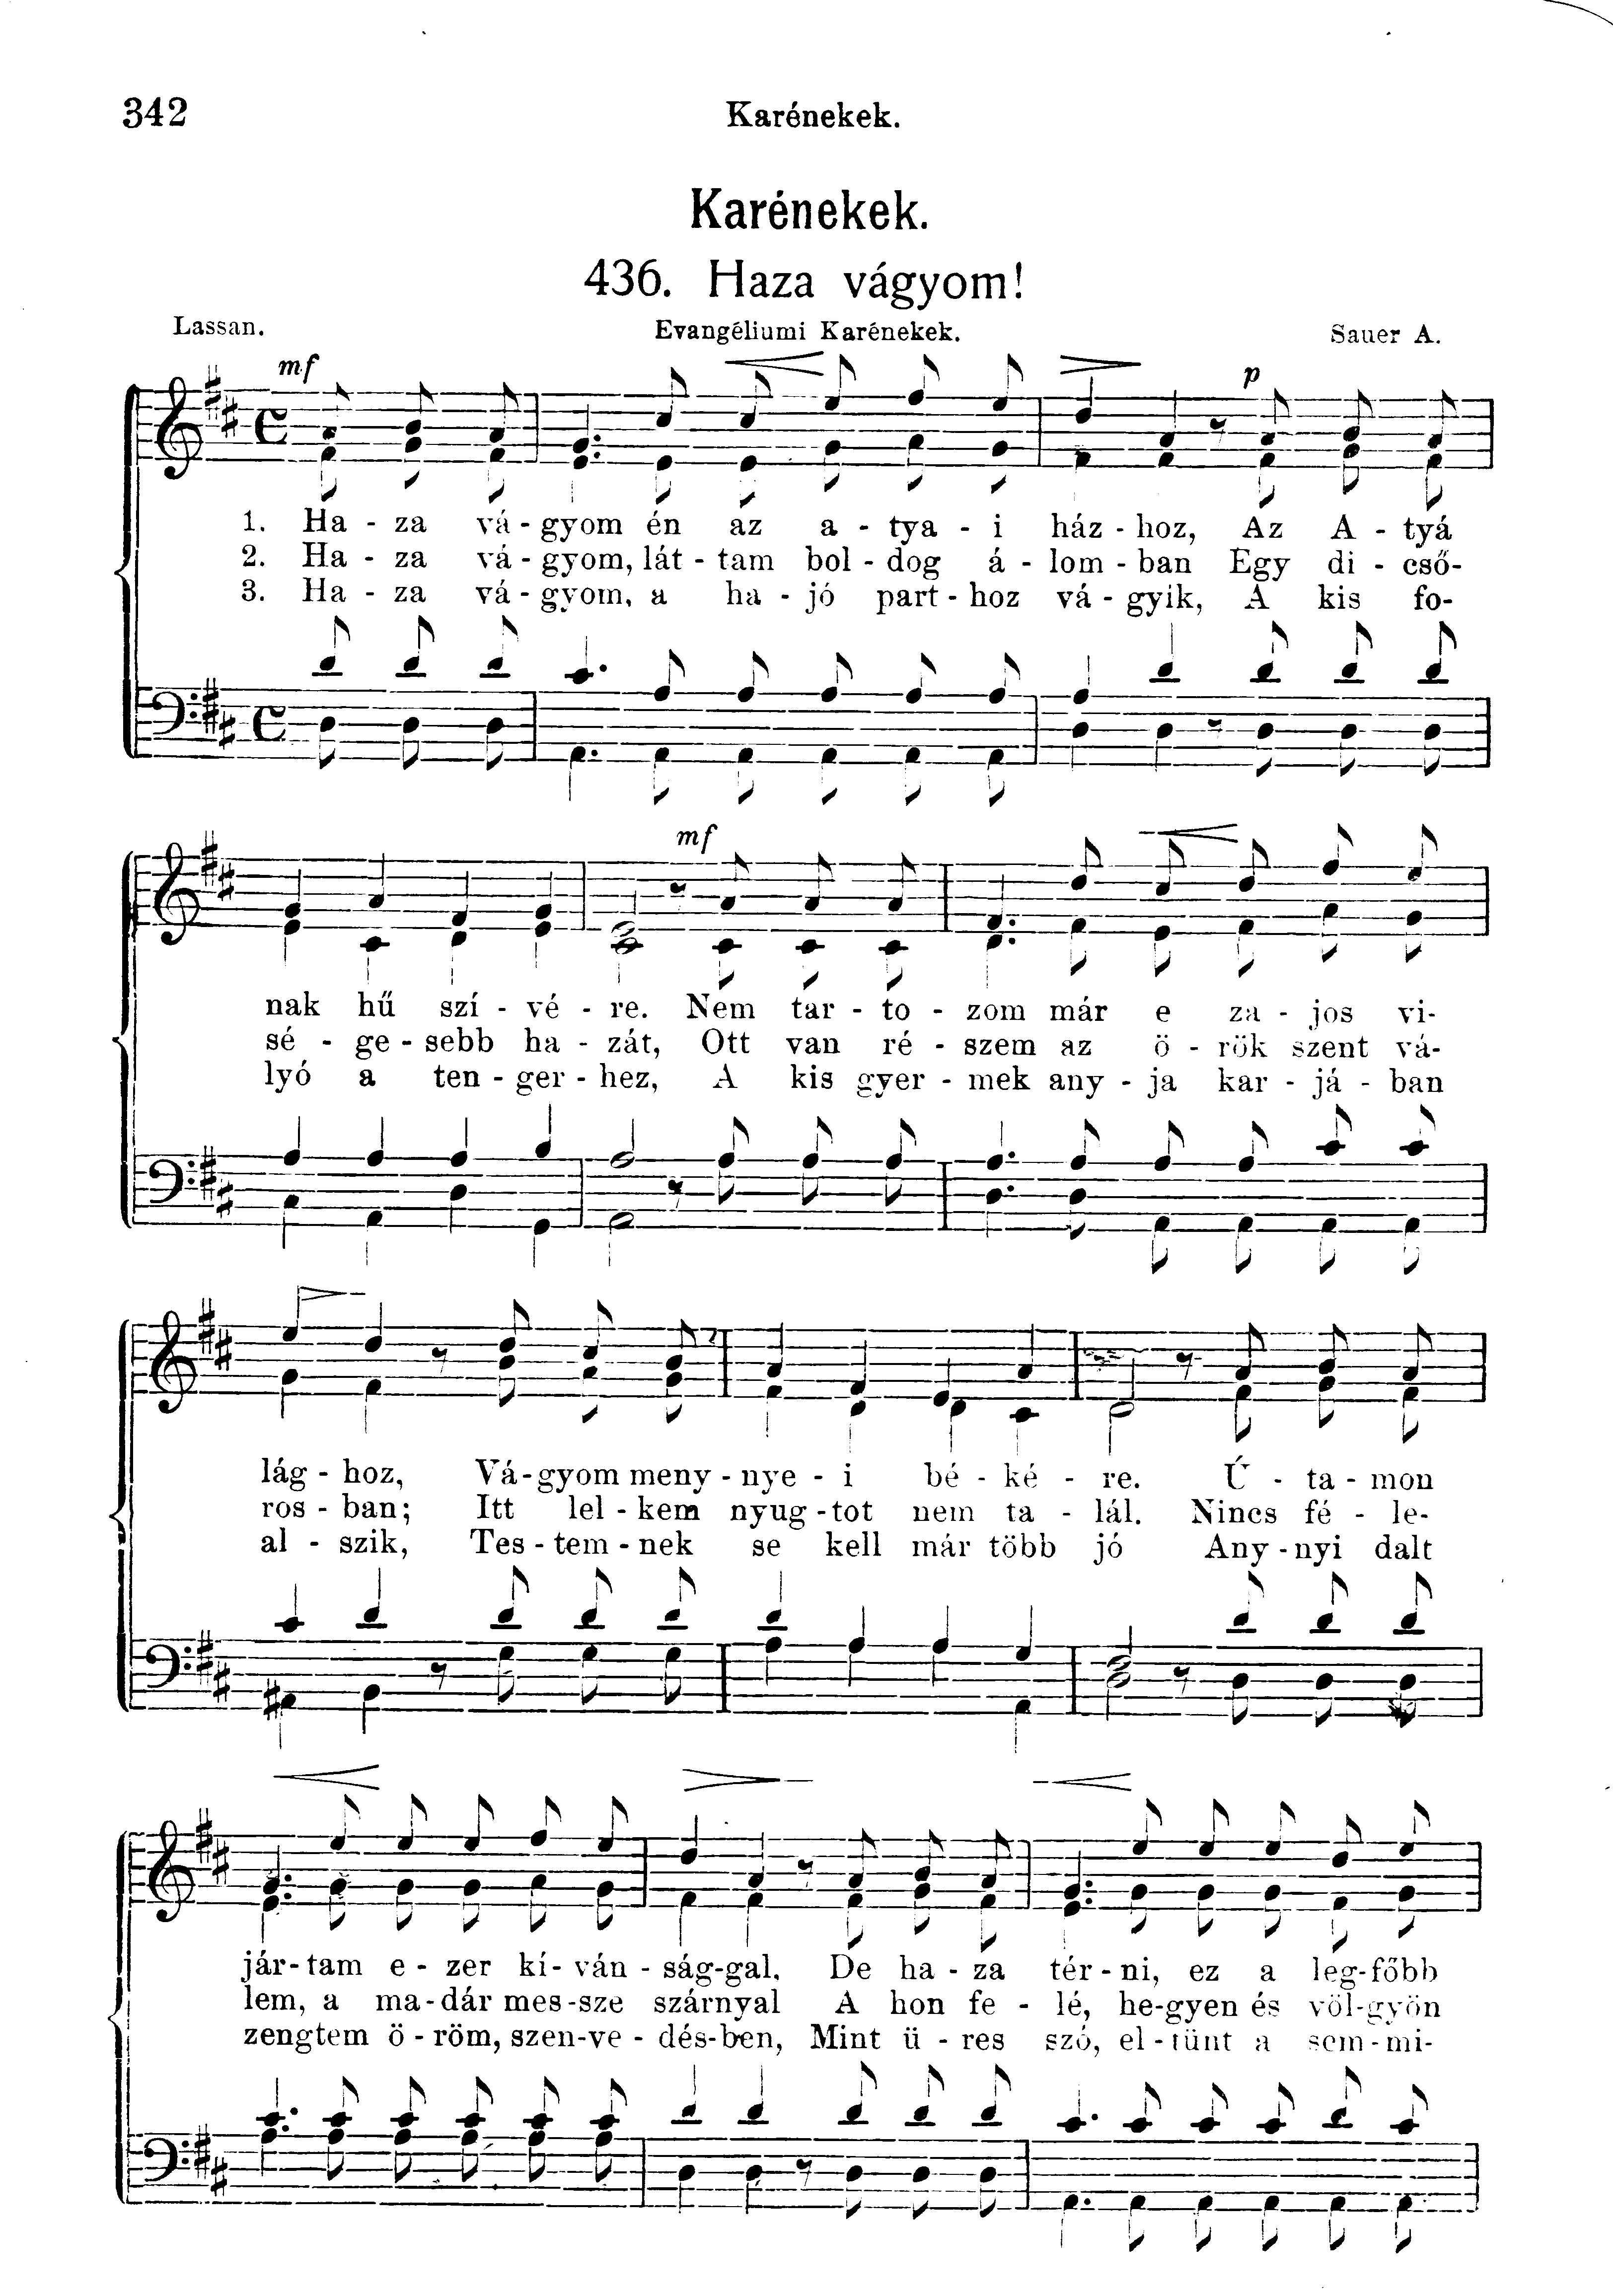 342 Karénekek.
Karénekek.
436. Haza vágyom!
Lassan. Evangéliumi Karénekek. Sauer A.
mf p
1. Ha - za vá - gyom én az a - tya - i ház - hoz, Az A - tyá
2. Ha - za vá - gyom, lát - tam bol - dog á - lom - ban Egy di - cső-
3. Ha - za vá - gyom, a ha - jó part - hoz vá - gyik, A kis fo-
mf
nak hű szí - vé - re. Nem tar - to - zom már e za - jos vi-
sé - ge - sebb ha - zát, Ott van ré - szem az ö - rök szent vá-
lyó a ten - ger - hez, A kis gyer - mek any - ja kar - já - ban
lág - hoz, Vá - gyom meny - nye - i bé - ké - re. Ú - ta - mon
ros - ban; Itt lel - kem nyug - tot nem ta - lál. Nincs fé - le-
al - szik, Tes - tem - nek se kell már több jó Any - nyi dalt
jár - tam e - zer kí - ván - ság - gal. De ha - za tér - ni, ez a leg - főbb
lem, a ma - dár mes - sze szárnyal A hon fe - lé, he - gyen és völ - gyön
zengtem ö - röm, szen - ve - dés - ben, Mint ü - res szó, el - tünt a sem - mi-